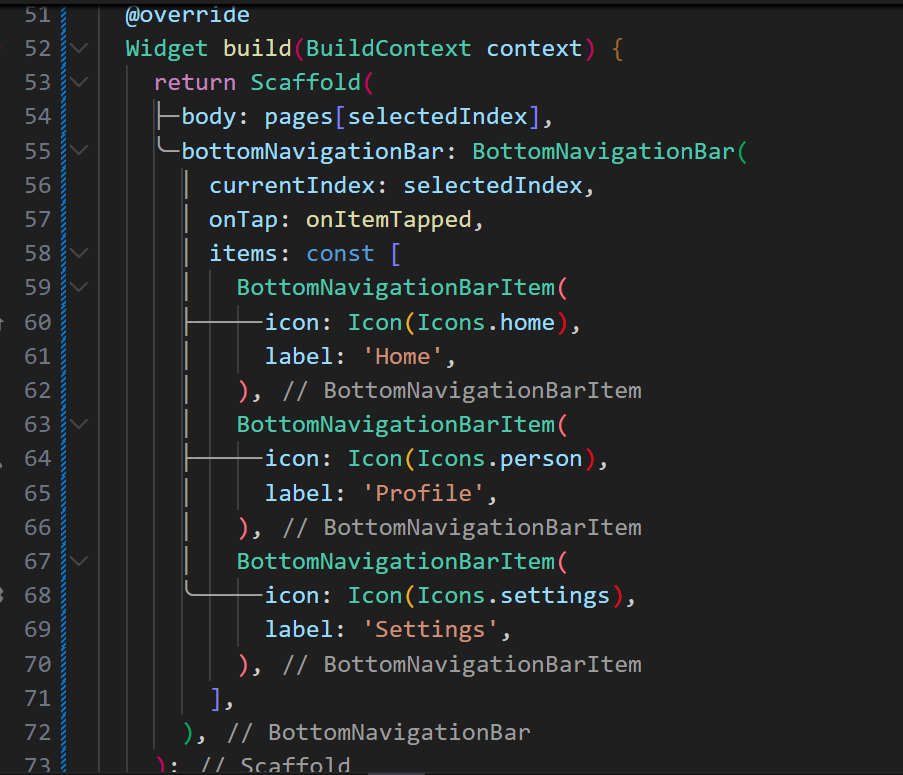 51 @override
52 Widget build(BuildContext context) {
53 return Scaffold(
54 body: pages[selectedIndex],
55 bottomNavigationBar: BottomNavigationBar(
56 currentIndex: selectedIndex,
57 onTap: onItemTapped,
58 items: const [
59 BottomNavigationBarItem(
60 icon: Icon(Icons.home),
61 label: 'Home',
62 ), // BottomNavigationBarItem
63 BottomNavigationBarItem(
64 icon: Icon(Icons.person),
65 label: 'Profile',
66 ), // BottomNavigationBarItem
67 BottomNavigationBarItem(
68 icon: Icon(Icons.settings),
69 label: 'Settings',
70 ), // BottomNavigationBarItem
71 ],
72 ), // BottomNavigationBar
73 ); // Scaffold